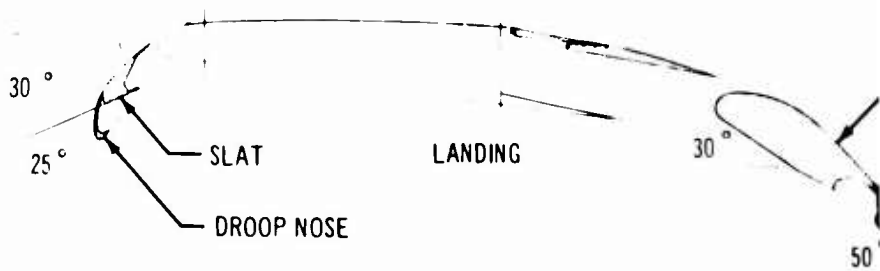 30 °
25 °
SLAT
LANDING
30 °
DROOP NOSE
50°